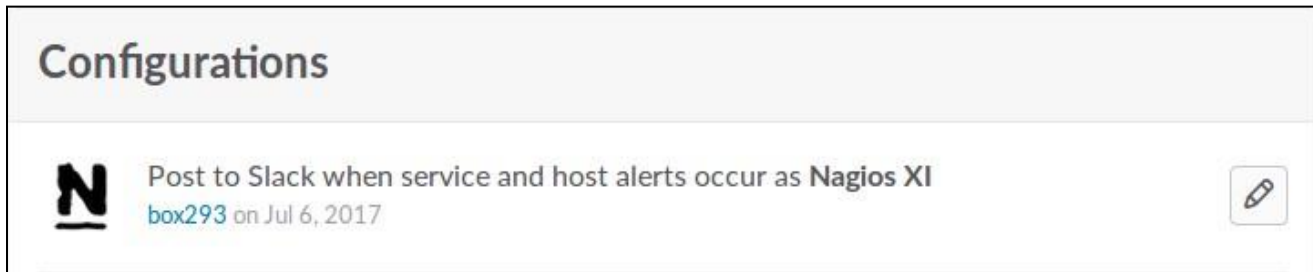 Configurations
N
Post to Slack when service and host alerts occur as Nagios XI
box293 on Jul 6, 2017